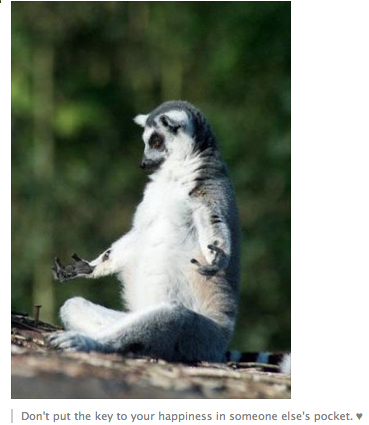 Don't put the key to your happiness in someone else's pocket. ♥